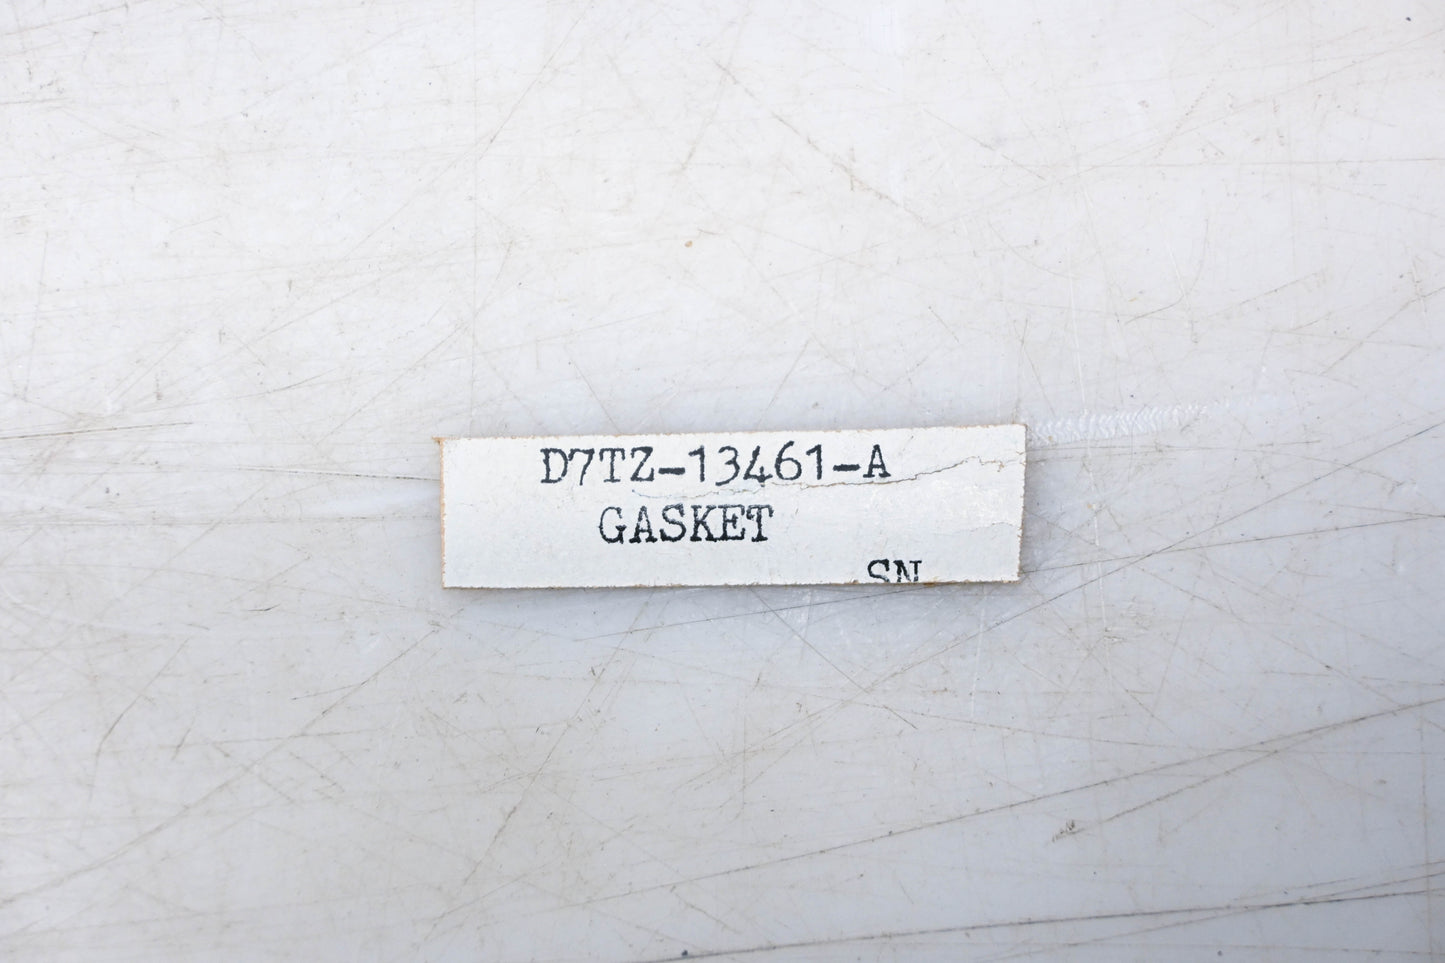 D7TZ-13461-A
GASKET
SN